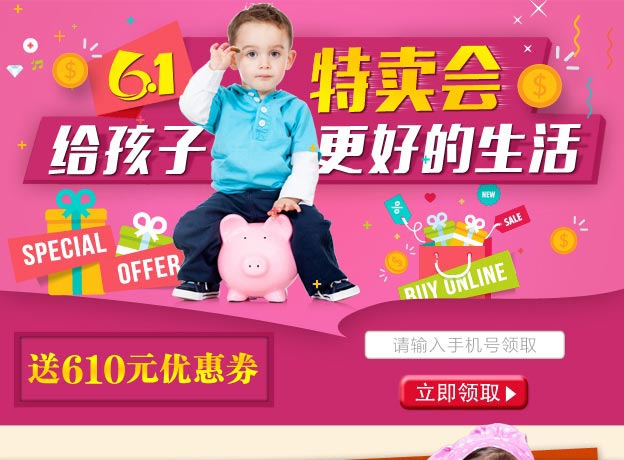 6.1 特卖会
给孩子更好的生活
SPECIAL
OFFER
%
NEW
SALE
BUY ONLINE
送610元优惠券
请输入手机号领取
立即领取